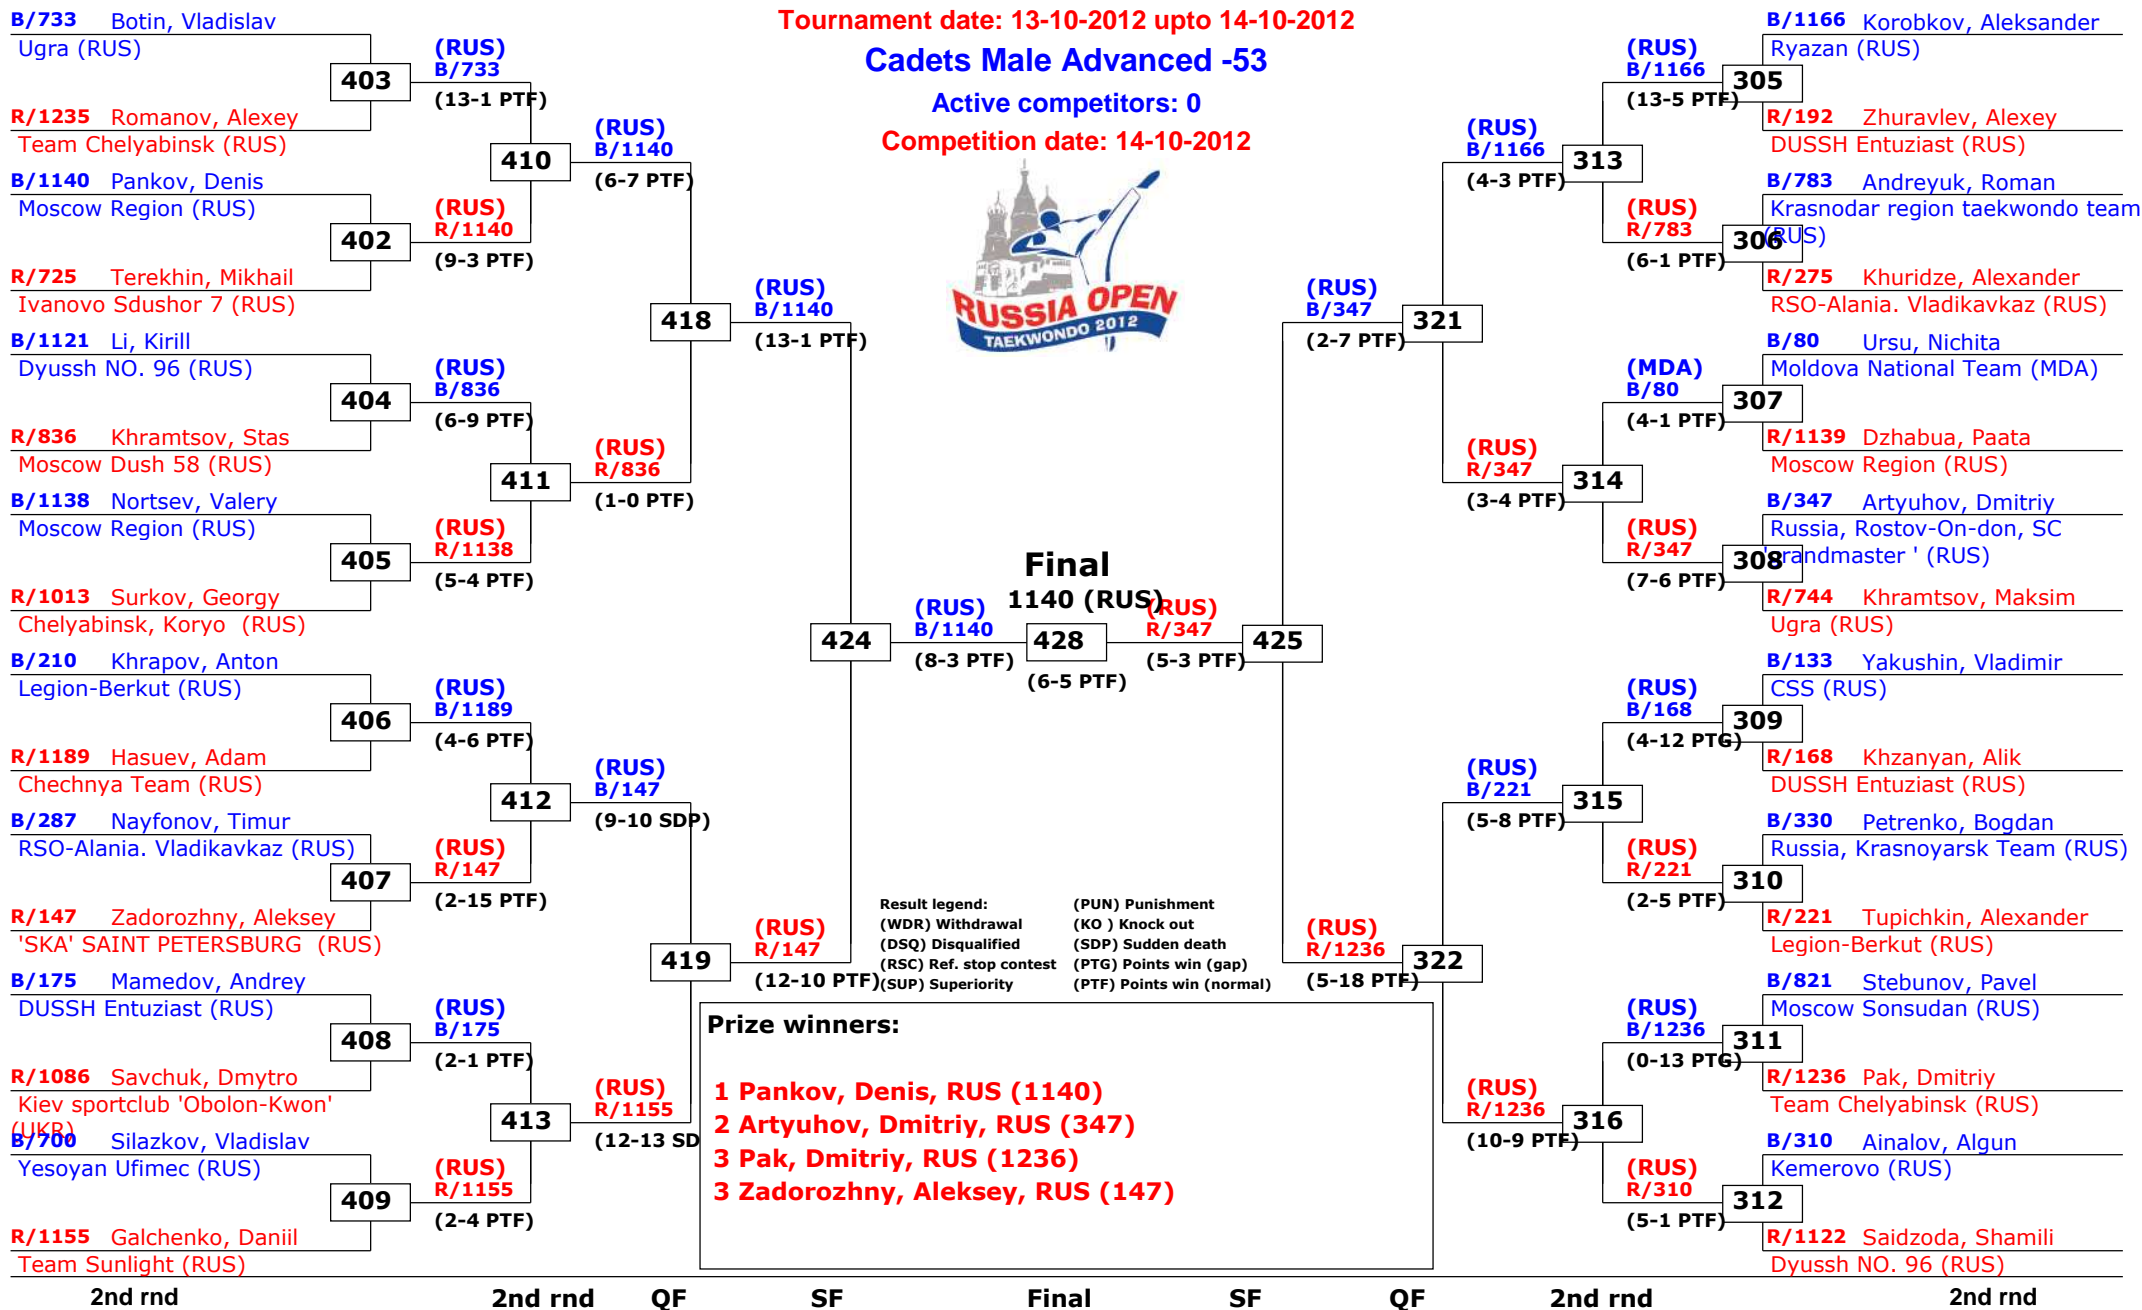 Tournament date: 13-10-2012 upto 14-10-2012
Cadets Male Advanced -53
Active competitors: 0
Competition date: 14-10-2012
RUSSIA OPEN
TAEKWONDO 2012
B/733 Botin, Vladislav
Ugra (RUS)
403
R/1235 Romanov, Alexey
Team Chelyabinsk (RUS)
B/1140 Pankov, Denis
Moscow Region (RUS)
402
R/725 Terekhin, Mikhail
Ivanovo Sdushor 7 (RUS)
B/1121 Li, Kirill
Dyussh NO. 96 (RUS)
404
R/836 Khramtsov, Stas
Moscow Dush 58 (RUS)
B/1138 Nortsev, Valery
Moscow Region (RUS)
405
R/1013 Surkov, Georgy
Chelyabinsk, Koryo (RUS)
B/210 Khrapov, Anton
Legion-Berkut (RUS)
406
R/1189 Hasuev, Adam
Chechnya Team (RUS)
B/287 Nayfonov, Timur
RSO-Alania. Vladikavkaz (RUS)
407
R/147 Zadorozhny, Aleksey
'SKA' SAINT PETERSBURG (RUS)
B/175 Mamedov, Andrey
DUSSH Entuziast (RUS)
408
R/1086 Savchuk, Dmytro
Kiev sportclub 'Obolon-Kwon'
(UKR)
B/700 Silazkov, Vladislav
Yesoyan Ufimec (RUS)
409
R/1155 Galchenko, Daniil
Team Sunlight (RUS)
(RUS)
B/733
(13-1 PTF)
410
(RUS)
R/1140
(9-3 PTF)
(RUS)
B/836
(6-9 PTF)
411
(RUS)
R/1138
(5-4 PTF)
(RUS)
B/1189
(4-6 PTF)
412
(RUS)
R/147
(2-15 PTF)
(RUS)
B/175
(2-1 PTF)
413
(RUS)
R/1155
(2-4 PTF)
(RUS)
B/1140
(6-7 PTF)
418
(RUS)
R/836
(1-0 PTF)
(RUS)
B/147
(9-10 SDP)
419
(RUS)
R/1155
(12-13 SD
(RUS)
B/1140
(13-1 PTF)
424
(RUS)
R/147
(12-10 PTF)
(RUS)
B/1140
(8-3 PTF)
Final
1140 (RUS)
428
(6-5 PTF)
(RUS)
R/347
(5-3 PTF)
425
(RUS)
B/347
(2-7 PTF)
321
(RUS)
R/1236
(5-18 PTF)
322
(RUS)
B/1166
(4-3 PTF)
313
(RUS)
R/347
(3-4 PTF)
314
(RUS)
B/221
(5-8 PTF)
315
(RUS)
R/1236
(10-9 PTF)
316
(RUS)
B/1166
(13-5 PTF)
305
(RUS)
R/783
(6-1 PTF)
306
(MDA)
B/80
(4-1 PTF)
307
(RUS)
R/347
(7-6 PTF)
308
(RUS)
B/168
(4-12 PTG)
309
(RUS)
R/221
(2-5 PTF)
310
(RUS)
B/1236
(0-13 PTG)
311
(RUS)
R/310
(5-1 PTF)
312
B/1166 Korobkov, Aleksander
Ryazan (RUS)
R/192 Zhuravlev, Alexey
DUSSH Entuziast (RUS)
B/783 Andreyuk, Roman
Krasnodar region taekwondo team
(RUS)
R/275 Khuridze, Alexander
RSO-Alania. Vladikavkaz (RUS)
B/80 Ursu, Nichita
Moldova National Team (MDA)
R/1139 Dzhabua, Paata
Moscow Region (RUS)
B/347 Artyuhov, Dmitriy
Russia, Rostov-On-don, SC
'grandmaster ' (RUS)
R/744 Khramtsov, Maksim
Ugra (RUS)
B/133 Yakushin, Vladimir
CSS (RUS)
R/168 Khzanyan, Alik
DUSSH Entuziast (RUS)
B/330 Petrenko, Bogdan
Russia, Krasnoyarsk Team (RUS)
R/221 Tupichkin, Alexander
Legion-Berkut (RUS)
B/821 Stebunov, Pavel
Moscow Sonsudan (RUS)
R/1236 Pak, Dmitriy
Team Chelyabinsk (RUS)
B/310 Ainalov, Algun
Kemerovo (RUS)
R/1122 Saidzoda, Shamili
Dyussh NO. 96 (RUS)
Result legend: (PUN) Punishment
(WDR) Withdrawal (KO ) Knock out
(DSQ) Disqualified (SDP) Sudden death
(RSC) Ref. stop contest (PTG) Points win (gap)
(SUP) Superiority (PTF) Points win (normal)
Prize winners:
1 Pankov, Denis, RUS (1140)
2 Artyuhov, Dmitriy, RUS (347)
3 Pak, Dmitriy, RUS (1236)
3 Zadorozhny, Aleksey, RUS (147)
2nd rnd 2nd rnd QF SF Final SF QF 2nd rnd 2nd rnd